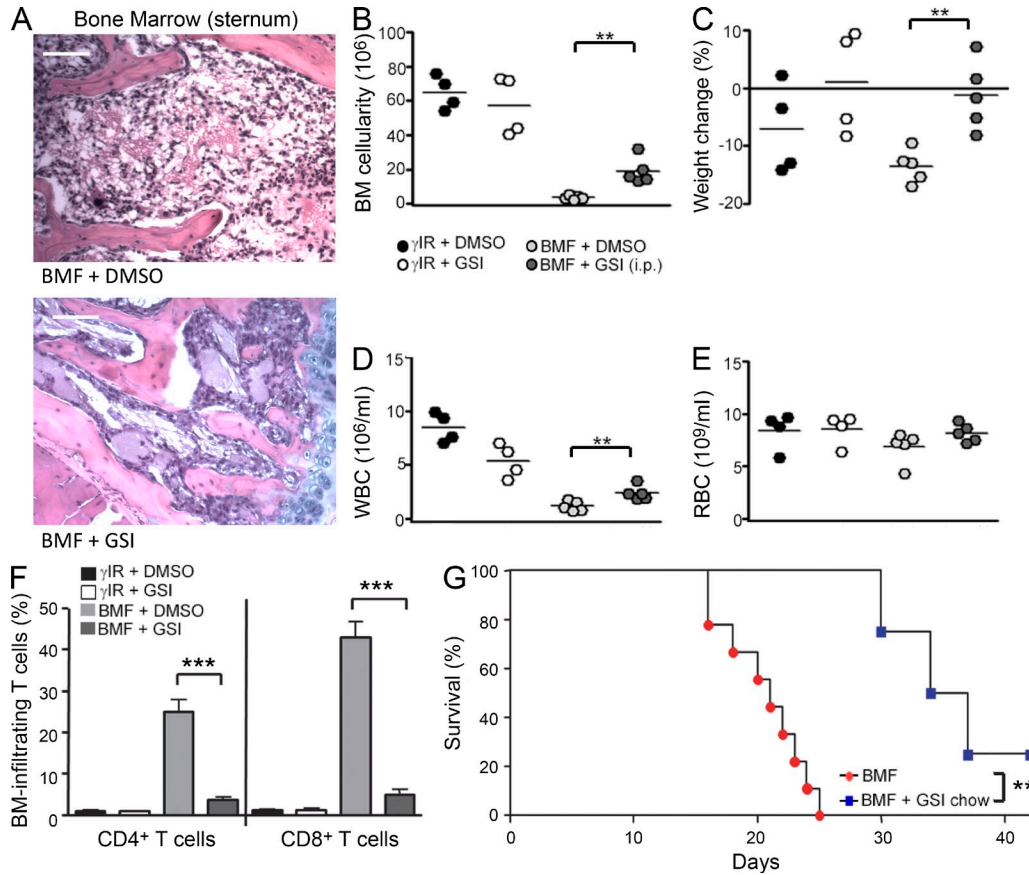 A
Bone Marrow (sternum)
BMF + DMSO
BMF + GSI
B
BM cellularity (10⁶)
100
80
60
40
20
0
**
γIR + DMSO
γIR + GSI
BMF + DMSO
BMF + GSI (i.p.)
C
Weight change (%)
10
0
-10
-20
**
D
WBC (10⁶/ml)
15
10
5
0
**
E
RBC (10⁹/ml)
15
10
5
0
F
BM-infiltrating T cells (%)
γIR + DMSO
γIR + GSI
BMF + DMSO
BMF + GSI
50
40
30
20
10
0
***
***
CD4⁺ T cells
CD8⁺ T cells
G
Survival (%)
100
80
60
40
20
0
BMF
BMF + GSI chow
**
0
10
20
30
40
Days